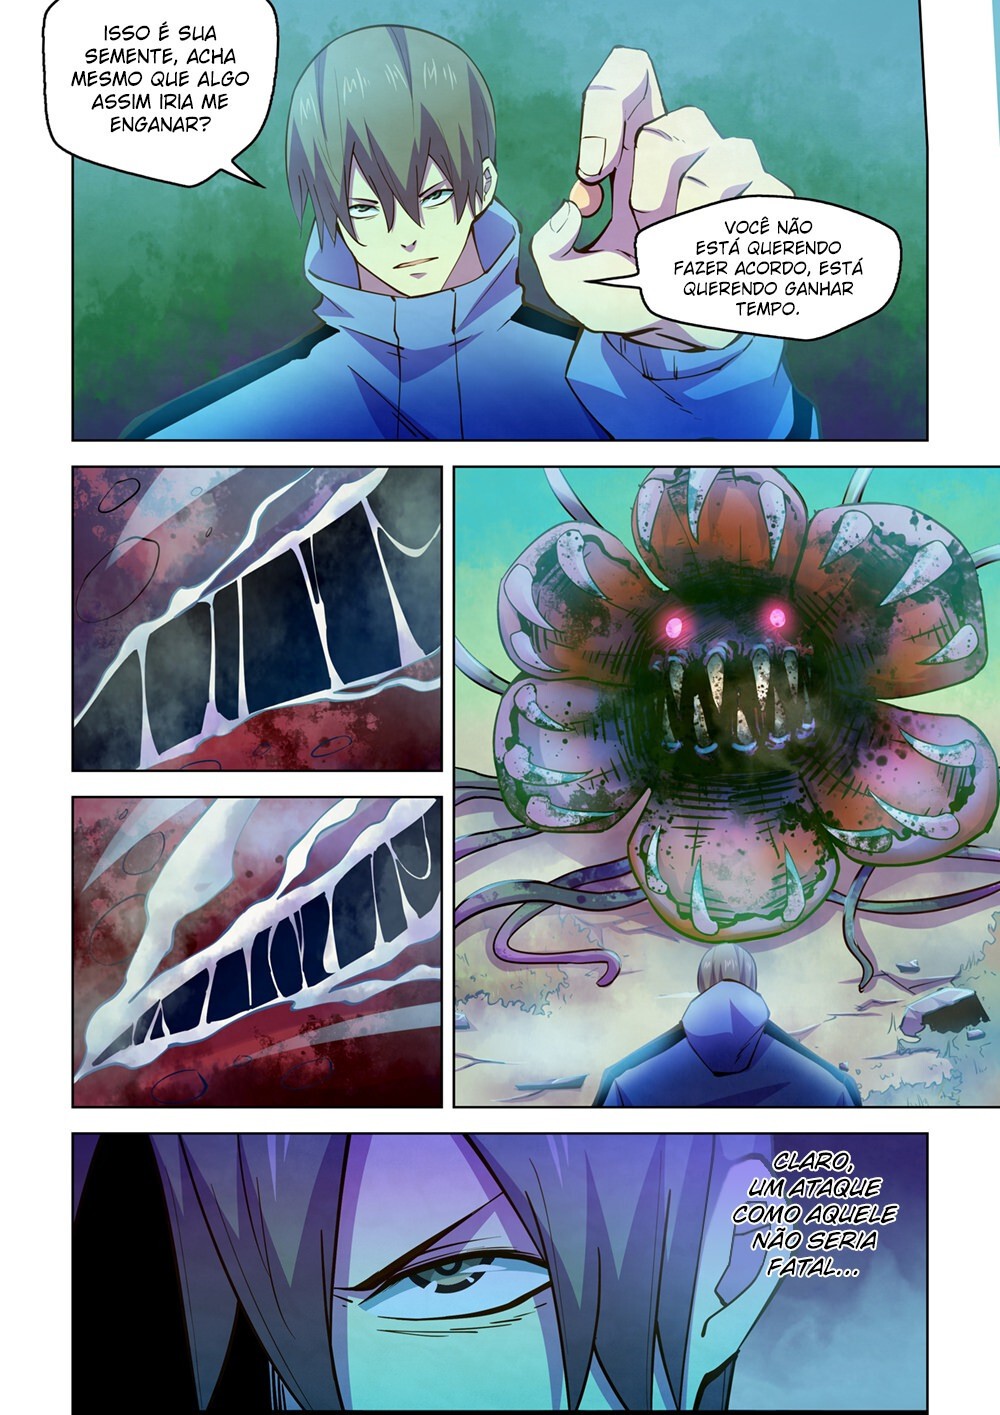 ISSO É SUA
SEMENTE, ACHA
MESMO QUE ALGO
ASSIM IRIA ME
ENGANAR?
VOCÊ NÃO
ESTÁ QUERENDO
FAZER ACORDO, ESTÁ
QUERENDO GANHAR
TEMPO.
CLARO,
UM ATAQUE
COMO AQUELE
NÃO SERIA
FATAL...